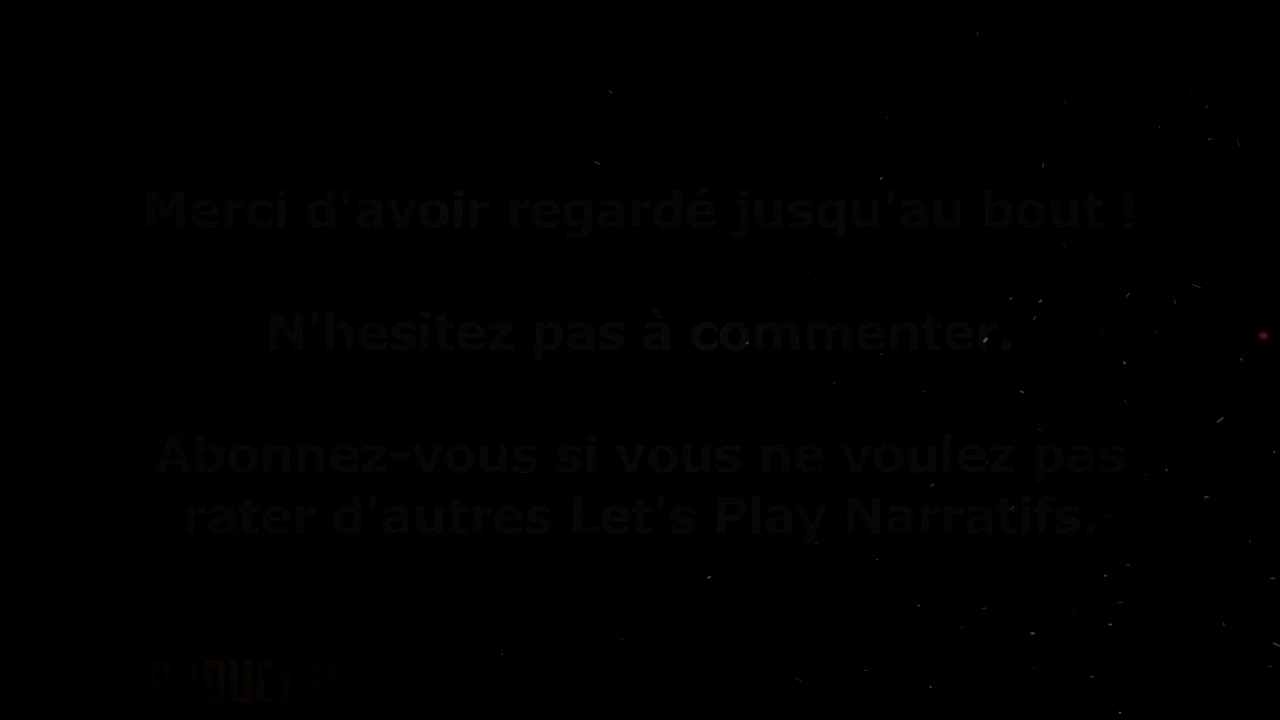 Merci d'avoir regardé jusqu'au bout !
N'hesitez pas à commenter.
Abonnez-vous si vous ne voulez pas
rater d'autres Let's Play Narratifs.